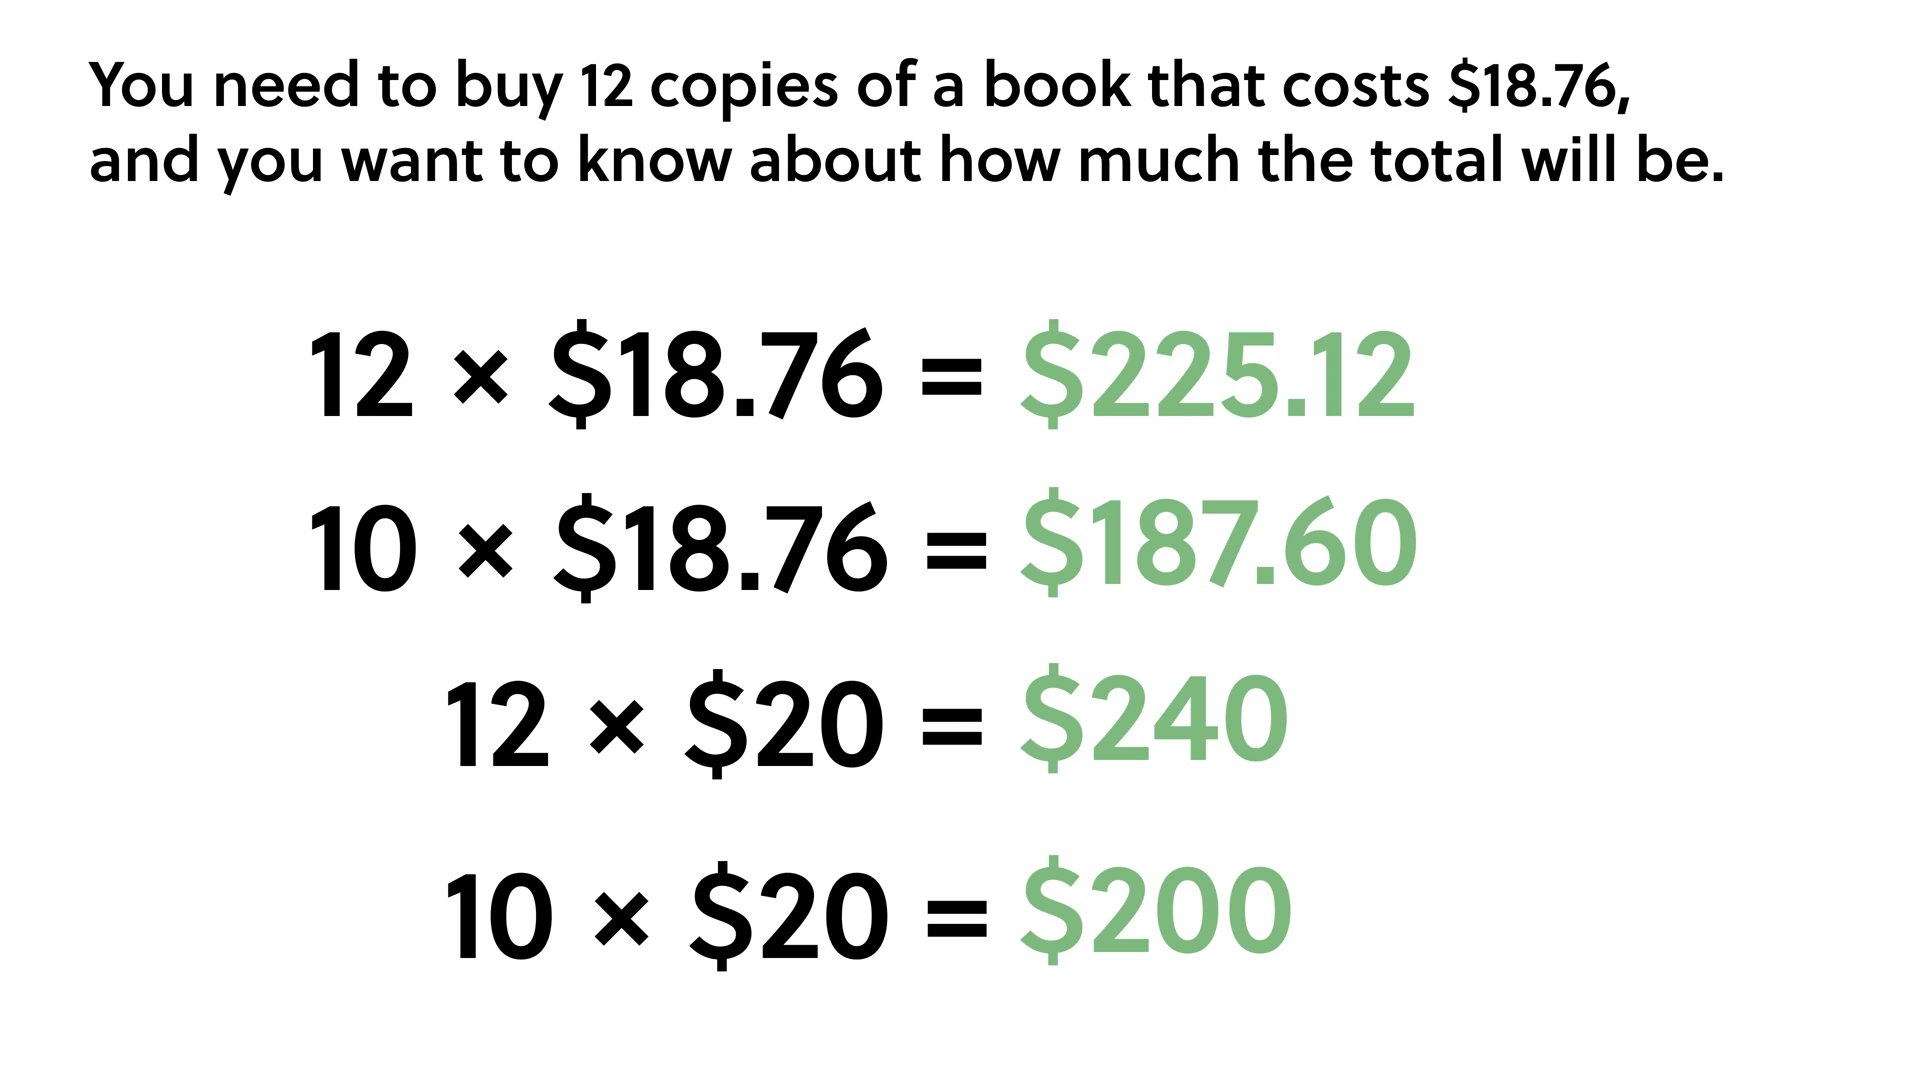 You need to buy 12 copies of a book that costs $18.76,
and you want to know about how much the total will be.
12 × $18.76 = $225.12
10 × $18.76 = $187.60
12 × $20 = $240
10 × $20 = $200